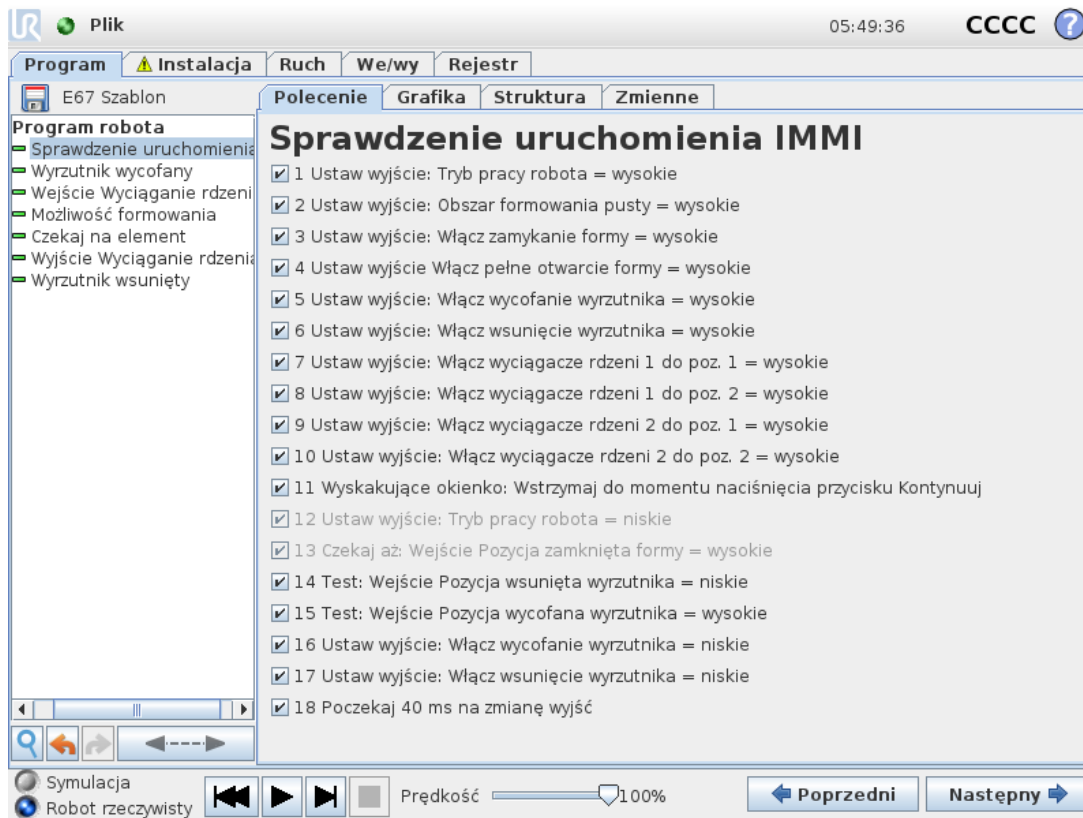 UR Plik 05:49:36 CCCC ?
Program Instalacja Ruch We/wy Rejestr
E67 Szablon
Polecenie Grafika Struktura Zmienne
Program robota
Sprawdzenie uruchomienia
Wyrzutnik wycofany
Wejście Wyciąganie rdzeni
Możliwość formowania
Czekaj na element
Wyjście Wyciąganie rdzenia
Wyrzutnik wsunięty
Sprawdzenie uruchomienia IMMI
1 Ustaw wyjście: Tryb pracy robota = wysokie
2 Ustaw wyjście: Obszar formowania pusty = wysokie
3 Ustaw wyjście: Włącz zamykanie formy = wysokie
4 Ustaw wyjście Włącz pełne otwarcie formy = wysokie
5 Ustaw wyjście: Włącz wycofanie wyrzutnika = wysokie
6 Ustaw wyjście: Włącz wsunięcie wyrzutnika = wysokie
7 Ustaw wyjście: Włącz wyciągacze rdzeni 1 do poz. 1 = wysokie
8 Ustaw wyjście: Włącz wyciągacze rdzeni 1 do poz. 2 = wysokie
9 Ustaw wyjście: Włącz wyciągacze rdzeni 2 do poz. 1 = wysokie
10 Ustaw wyjście: Włącz wyciągacze rdzeni 2 do poz. 2 = wysokie
11 Wyskakujące okienko: Wstrzymaj do momentu naciśnięcia przycisku Kontynuuj
12 Ustaw wyjście: Tryb pracy robota = niskie
13 Czekaj aż: Wejście Pozycja zamknięta formy = wysokie
14 Test: Wejście Pozycja wsunięta wyrzutnika = niskie
15 Test: Wejście Pozycja wycofana wyrzutnika = wysokie
16 Ustaw wyjście: Włącz wycofanie wyrzutnika = niskie
17 Ustaw wyjście: Włącz wsunięcie wyrzutnika = niskie
18 Poczekaj 40 ms na zmianę wyjść
Symulacja
Robot rzeczywisty
Prędkość 100%
Poprzedni
Następny